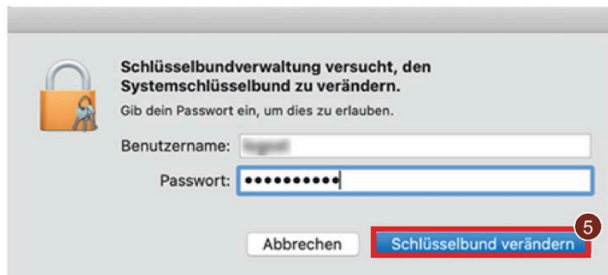 Schlüsselbundverwaltung versucht, den
Systemschlüsselbund zu verändern.
Gib dein Passwort ein, um dies zu erlauben.
Benutzername:
Passwort: ●●●●●●●●●●
Abbrechen
Schlüsselbund verändern
5